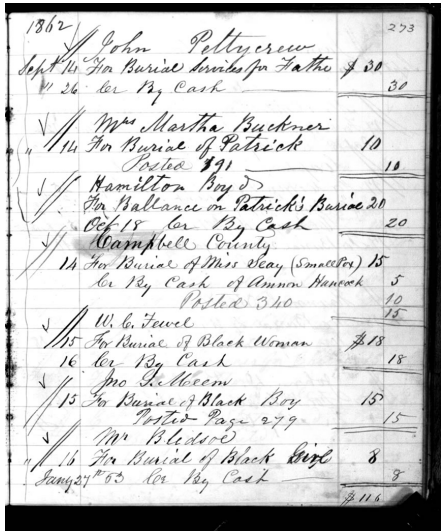 1862
273
John Pettycrew
Sept 14 For Burial Services for Fathe $ 30
" 26 Cr By Cash 30
Mrs Martha Buckner
" 14 For Burial of Patrick 10
Posted 191 10
Hamilton Boyd
For Ballance on Patrick's Burial 20
Oct 18 Cr By Cash 20
Campbell County
14 For Burial of Miss Seay (Small Pox) 15
Cr By Cash of Ammon Hancock 5
Posted 340 10
15
W. C. Fewel
15 For Burial of Black Woman $18
16 Cr By Cash 18
Jno G. Meem
15 For Burial of Black Boy 15
Posted Page 279 15
Mr Bledsoe
" 16 For Burial of Black Girl 8
Jany 27th 63 Cr By Cash 8
$116